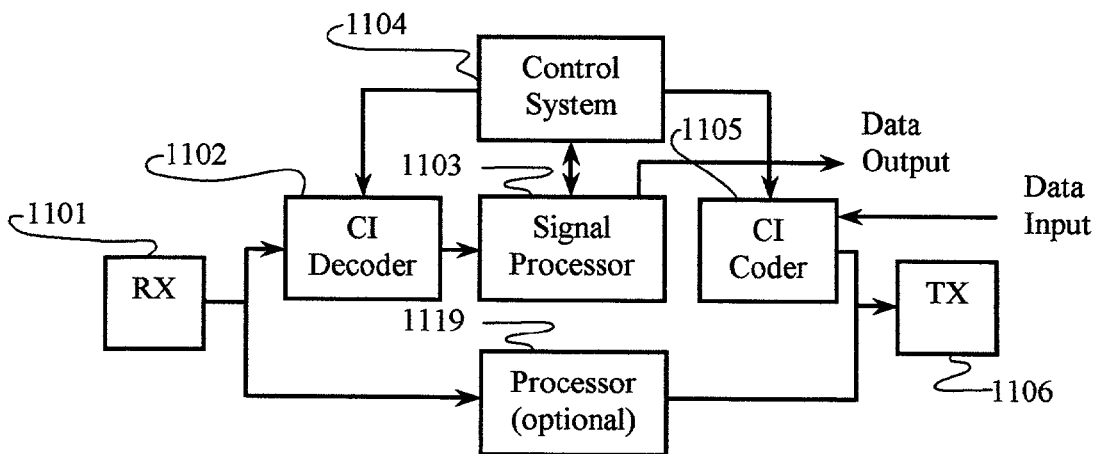 1104
Control
System
1105
Data
Output
1102
1103
Data
Input
1101
CI
Decoder
Signal
Processor
CI
Coder
RX
TX
1119
Processor
(optional)
1106